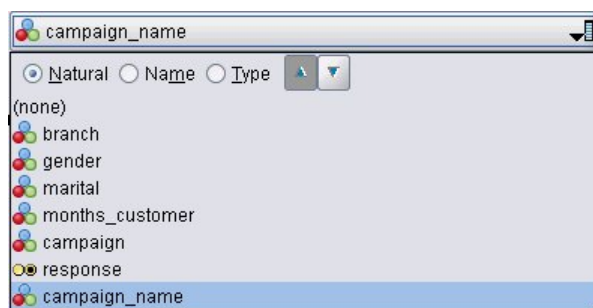 campaign_name
Natural Name Type
(none)
branch
gender
marital
months_customer
campaign
response
campaign_name